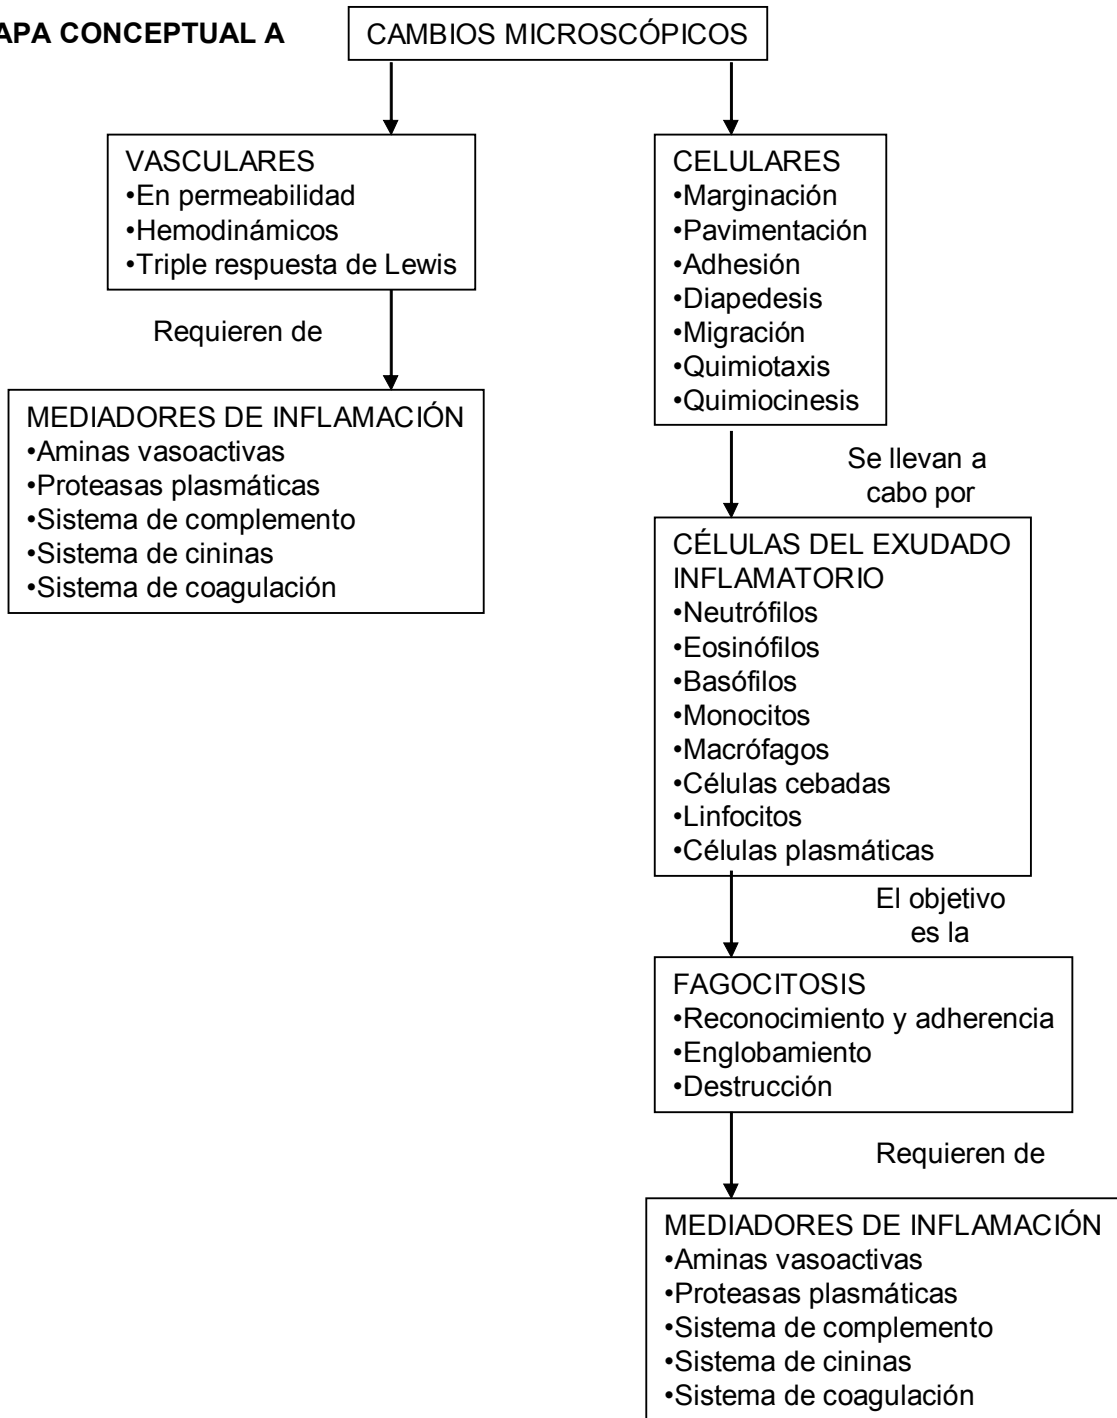 APA CONCEPTUAL A
CAMBIOS MICROSCÓPICOS
VASCULARES
•En permeabilidad
•Hemodinámicos
•Triple respuesta de Lewis
Requieren de
MEDIADORES DE INFLAMACIÓN
•Aminas vasoactivas
•Proteasas plasmáticas
•Sistema de complemento
•Sistema de cininas
•Sistema de coagulación
CELULARES
•Marginación
•Pavimentación
•Adhesión
•Diapedesis
•Migración
•Quimiotaxis
•Quimiocinesis
Se llevan a
cabo por
CÉLULAS DEL EXUDADO
INFLAMATORIO
•Neutrófilos
•Eosinófilos
•Basófilos
•Monocitos
•Macrófagos
•Células cebadas
•Linfocitos
•Células plasmáticas
El objetivo
es la
FAGOCITOSIS
•Reconocimiento y adherencia
•Englobamiento
•Destrucción
Requieren de
MEDIADORES DE INFLAMACIÓN
•Aminas vasoactivas
•Proteasas plasmáticas
•Sistema de complemento
•Sistema de cininas
•Sistema de coagulación